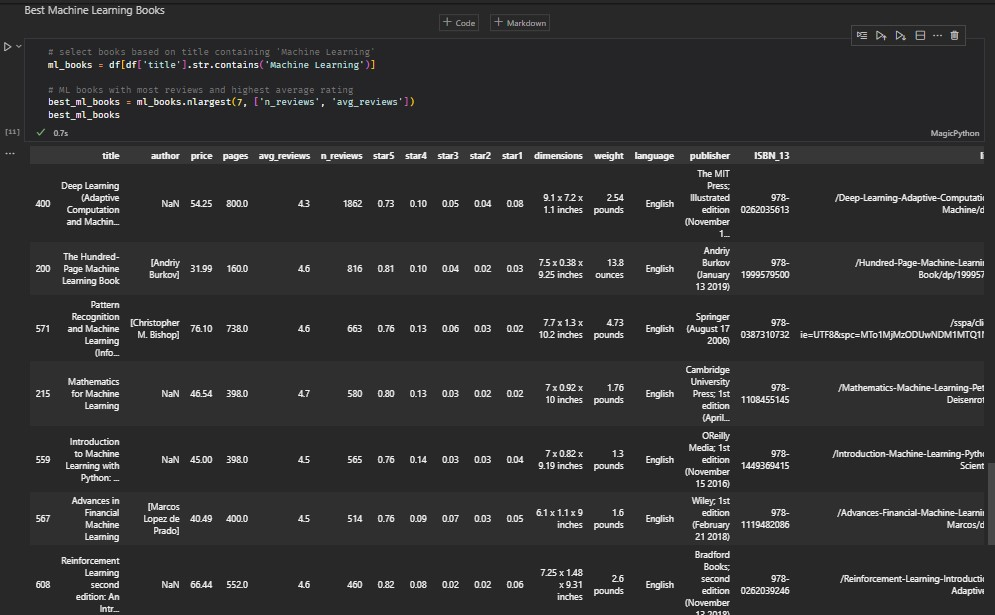 Best Machine Learning Books
+ Code + Markdown
# select books based on title containing 'Machine Learning'
ml_books = df[df['title'].str.contains('Machine Learning')]
# ML books with most reviews and highest average rating
best_ml_books = ml_books.nlargest(7, ['n_reviews', 'avg_reviews'])
best_ml_books
[11] ✓ 0.7s MagicPython
title author price pages avg_reviews n_reviews star5 star4 star3 star2 star1 dimensions weight language publisher ISBN_13
400 Deep Learning (Adaptive Computation and Machin... NaN 54.25 800.0 4.3 1862 0.73 0.10 0.05 0.04 0.08 9.1 x 7.2 x 1.1 inches 2.54 pounds English The MIT Press; Illustrated edition (November 1... 978-0262035613 /Deep-Learning-Adaptive-Computati Machine/d
200 The Hundred-Page Machine Learning Book [Andriy Burkov] 31.99 160.0 4.6 816 0.81 0.10 0.04 0.02 0.03 7.5 x 0.38 x 9.25 inches 13.8 ounces English Andriy Burkov (January 13 2019) 978-1999579500 /Hundred-Page-Machine-Learni Book/dp/19995
571 Pattern Recognition and Machine Learning (Info... [Christopher M. Bishop] 76.10 738.0 4.6 663 0.76 0.13 0.06 0.03 0.02 7.7 x 1.3 x 10.2 inches 4.73 pounds English Springer (August 17 2006) 978-0387310732 /sspa/cli ie=UTF8&spc=MTo1MjMzODUwNDM1MTQ1
215 Mathematics for Machine Learning NaN 46.54 398.0 4.7 580 0.80 0.13 0.03 0.02 0.02 7 x 0.92 x 10 inches 1.76 pounds English Cambridge University Press; 1st edition (April... 978-1108455145 /Mathematics-Machine-Learning-Pet Deisenrot
559 Introduction to Machine Learning with Python: ... NaN 45.00 398.0 4.5 565 0.76 0.14 0.03 0.03 0.04 7 x 0.82 x 9.19 inches 1.3 pounds English OReilly Media; 1st edition (November 15 2016) 978-1449369415 /Introduction-Machine-Learning-Pyth Scient
567 Advances in Financial Machine Learning [Marcos Lopez de Prado] 40.49 400.0 4.5 514 0.76 0.09 0.07 0.03 0.05 6.1 x 1.1 x 9 inches 1.6 pounds English Wiley; 1st edition (February 21 2018) 978-1119482086 /Advances-Financial-Machine-Learni Marcos/d
608 Reinforcement Learning second edition: An Intr... NaN 66.44 552.0 4.6 460 0.82 0.08 0.02 0.02 0.06 7.25 x 1.48 x 9.31 inches 2.6 pounds English Bradford Books; second edition (November 13 2018) 978-0262039246 /Reinforcement-Learning-Introducti Adaptive